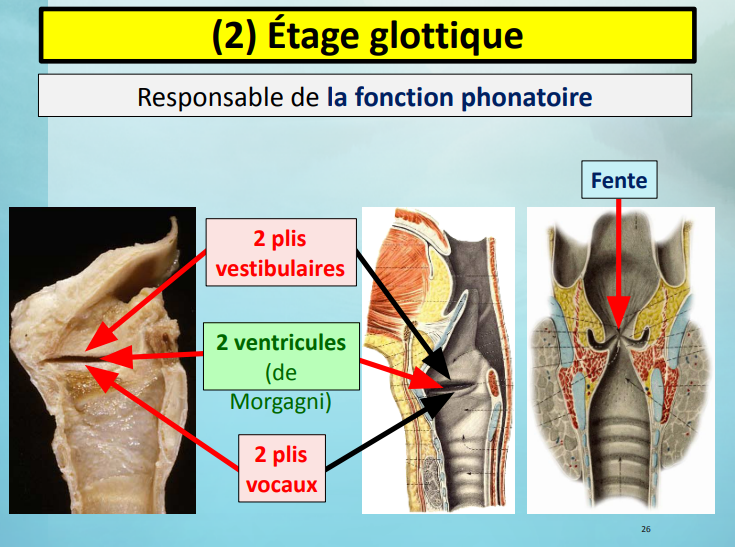 (2) Étage glottique
Responsable de la fonction phonatoire
Fente
2 plis
vestibulaires
2 ventricules
(de
Morgagni)
2 plis
vocaux
26